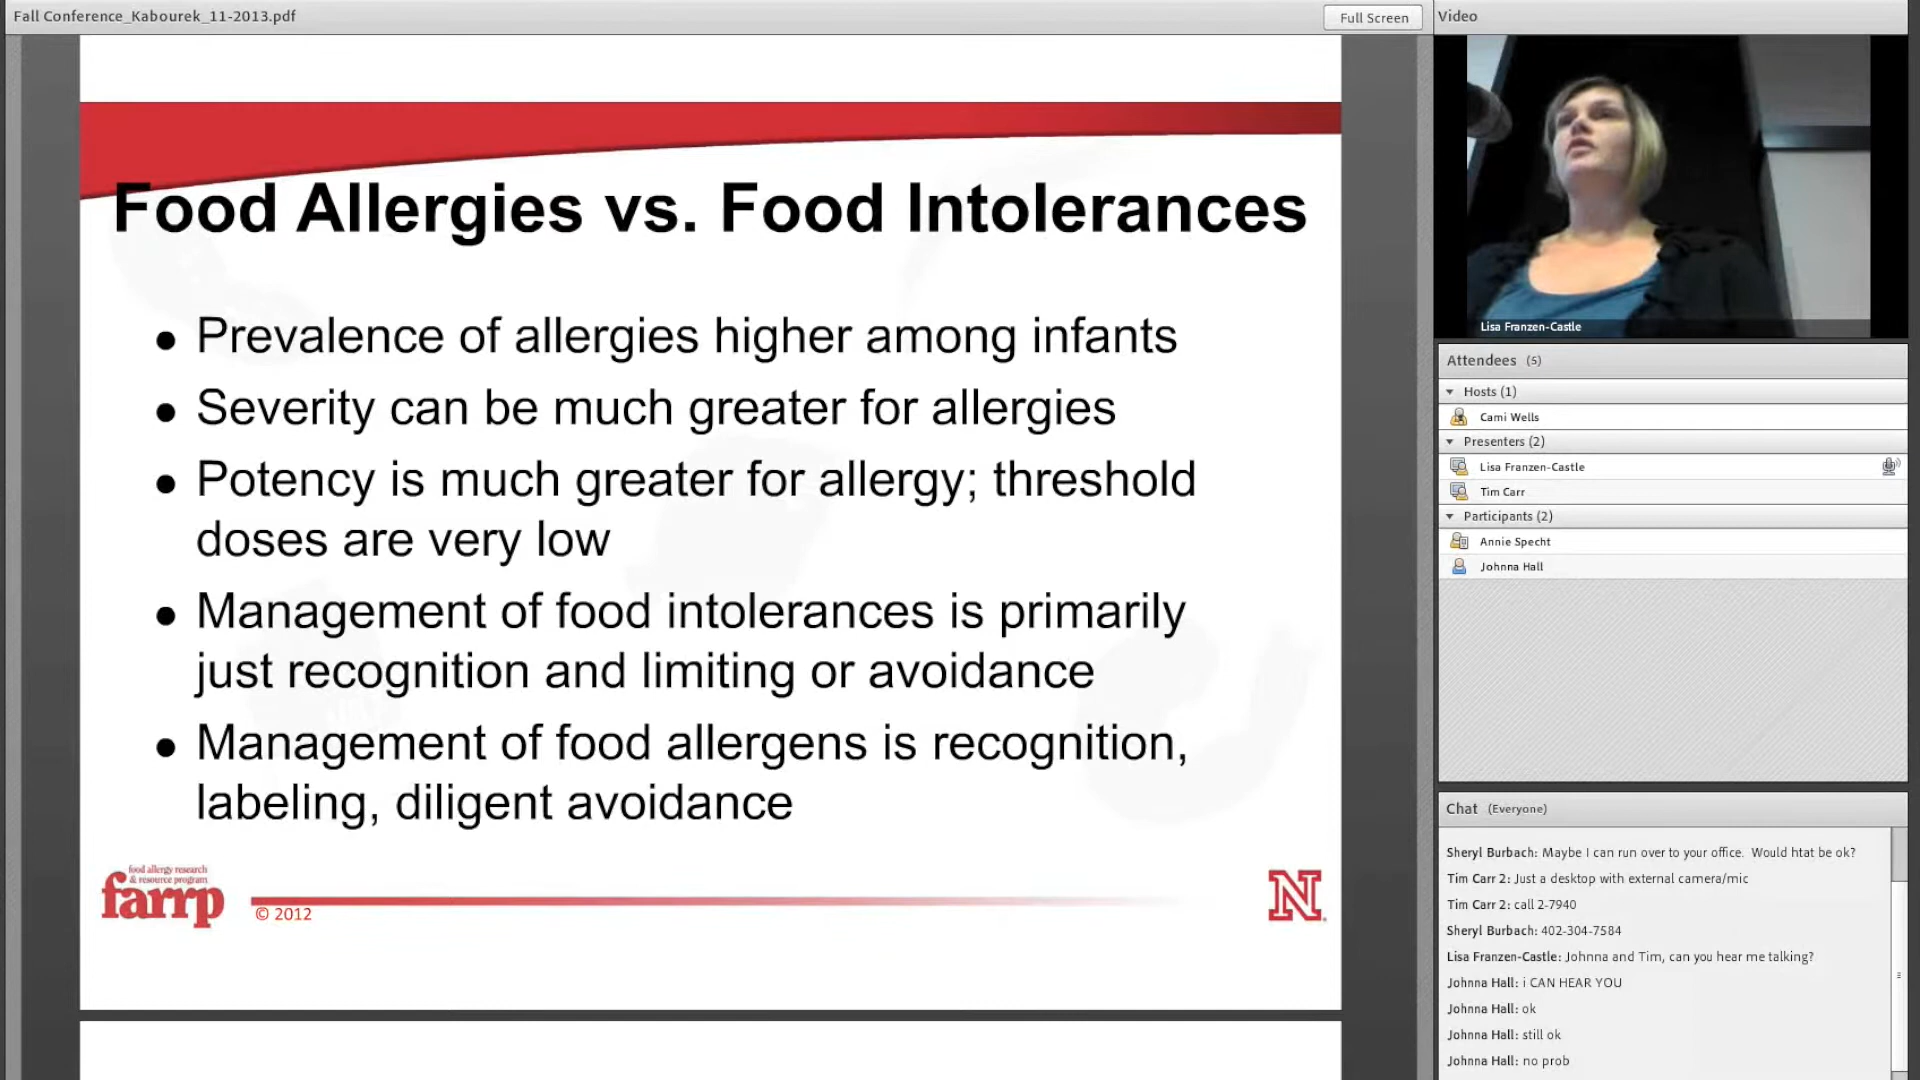 Fall Conference_Kabourek_11-2013.pdf
Full Screen
Food Allergies vs. Food Intolerances
● Prevalence of allergies higher among infants
● Severity can be much greater for allergies
● Potency is much greater for allergy; threshold
doses are very low
● Management of food intolerances is primarily
just recognition and limiting or avoidance
● Management of food allergens is recognition,
labeling, diligent avoidance
food allergy research
& resource program
farrp
© 2012
N
Video
Lisa Franzen-Castle
Attendees (5)
Hosts (1)
Cami Wells
Presenters (2)
Lisa Franzen-Castle
Tim Carr
Participants (2)
Annie Specht
Johnna Hall
Chat (Everyone)
Sheryl Burbach: Maybe I can run over to your office. Would htat be ok?
Tim Carr 2: Just a desktop with external camera/mic
Tim Carr 2: call 2-7940
Sheryl Burbach: 402-304-7584
Lisa Franzen-Castle: Johnna and Tim, can you hear me talking?
Johnna Hall: i CAN HEAR YOU
Johnna Hall: ok
Johnna Hall: still ok
Johnna Hall: no prob